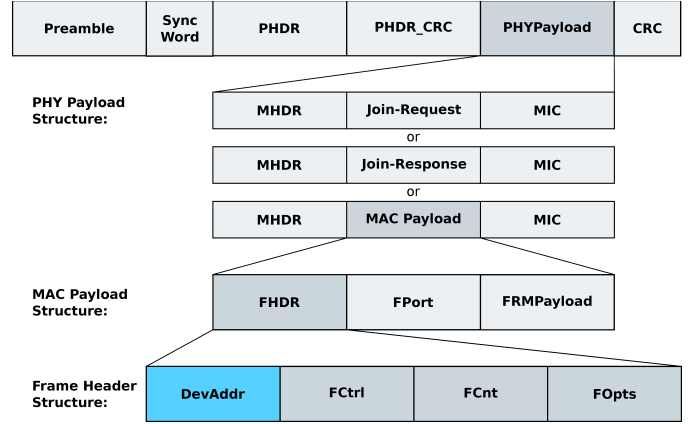 Preamble
Sync
Word
PHDR
PHDR_CRC
PHYPayload
CRC
PHY Payload
Structure:
MHDR
Join-Request
MIC
or
MHDR
Join-Response
MIC
or
MHDR
MAC Payload
MIC
MAC Payload
Structure:
FHDR
FPort
FRMPayload
Frame Header
Structure:
DevAddr
FCtrl
FCnt
FOpts